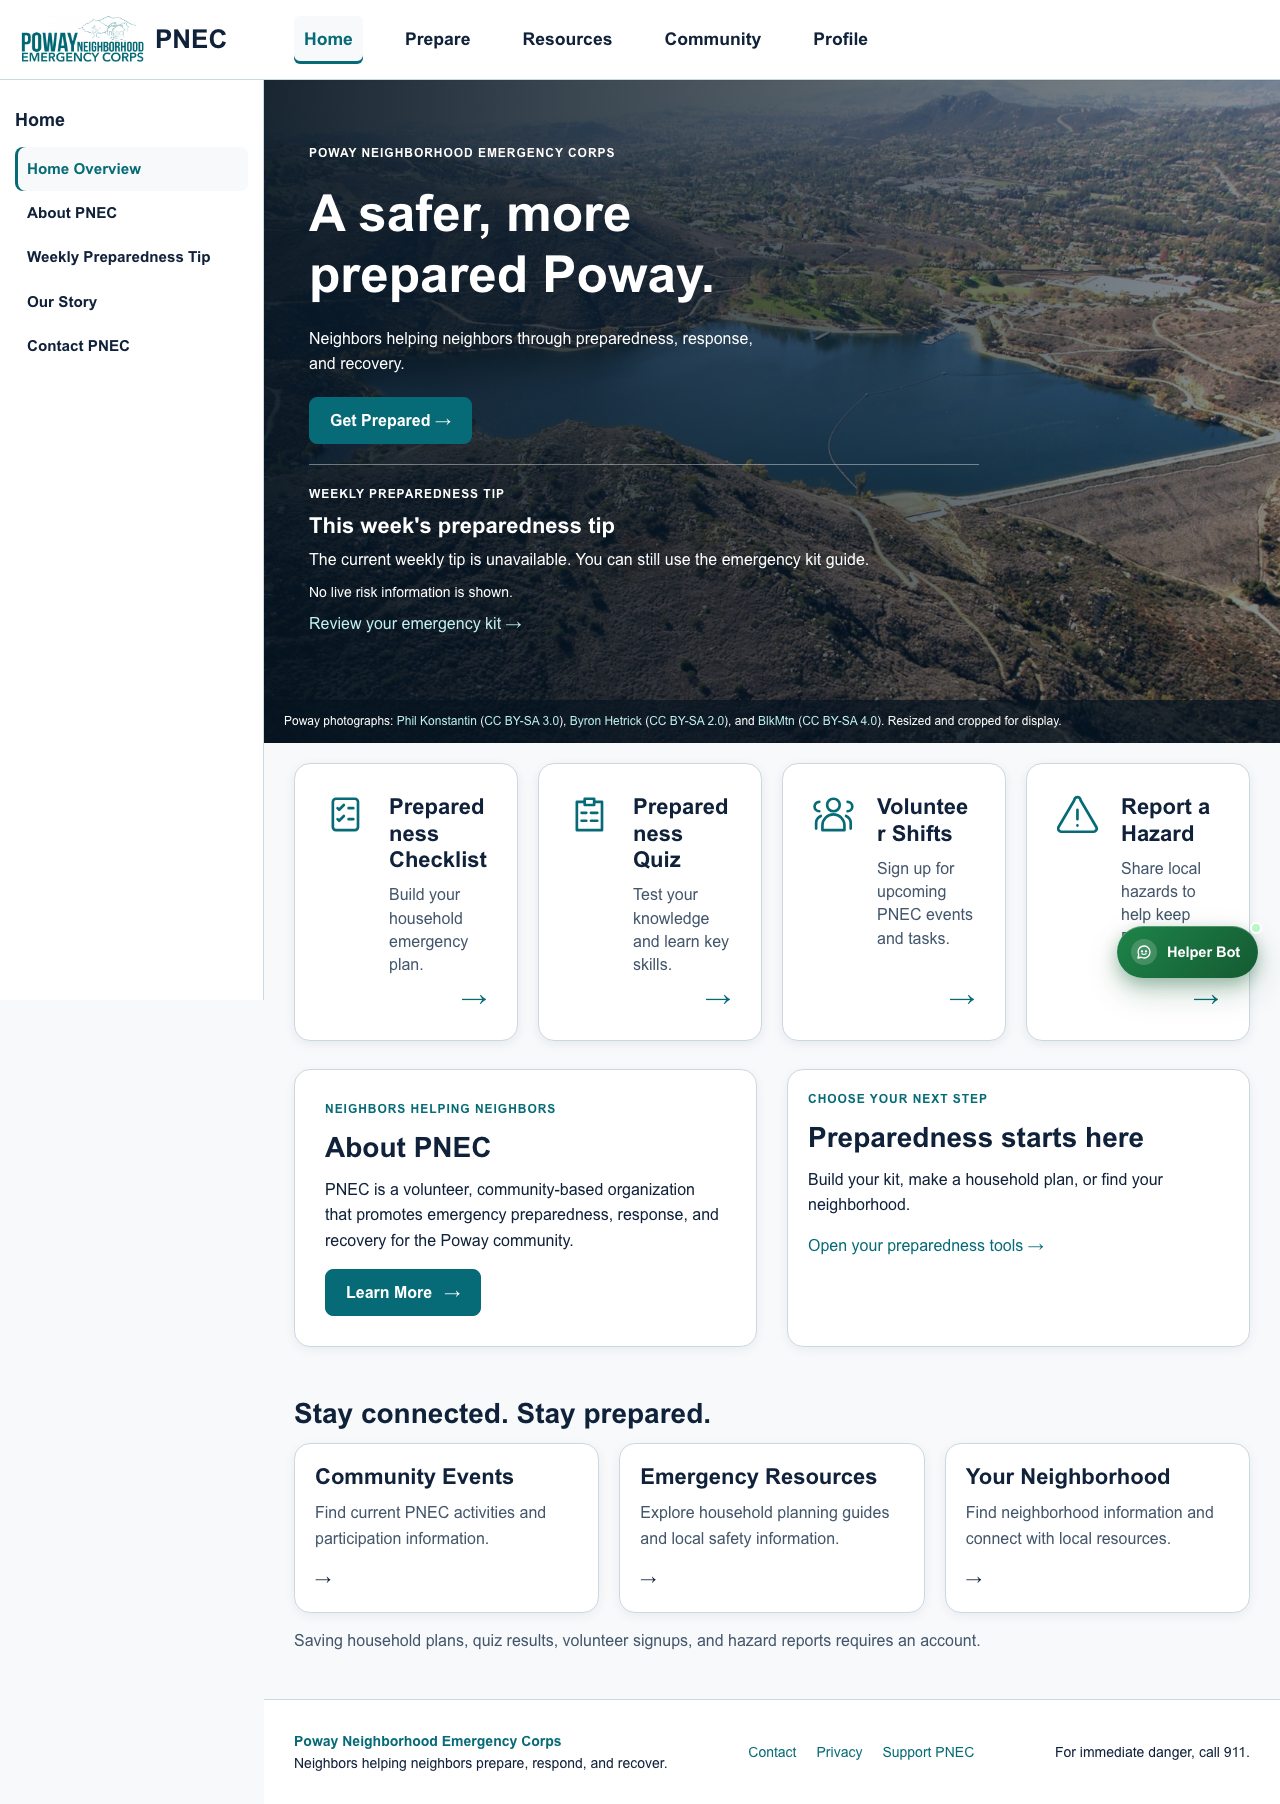 POWAY NEIGHBORHOOD
EMERGENCY CORPS
PNEC
Home
Prepare
Resources
Community
Profile
Home
Home Overview
About PNEC
Weekly Preparedness Tip
Our Story
Contact PNEC
POWAY NEIGHBORHOOD EMERGENCY CORPS
A safer, more
prepared Poway.
Neighbors helping neighbors through preparedness, response,
and recovery.
Get Prepared →
WEEKLY PREPAREDNESS TIP
This week's preparedness tip
The current weekly tip is unavailable. You can still use the emergency kit guide.
No live risk information is shown.
Review your emergency kit →
Poway photographs: Phil Konstantin (CC BY-SA 3.0), Byron Hetrick (CC BY-SA 2.0), and BlkMtn (CC BY-SA 4.0). Resized and cropped for display.
Prepared
ness
Checklist
Build your
household
emergency
plan.
→
Prepared
ness
Quiz
Test your
knowledge
and learn key
skills.
→
Voluntee
r Shifts
Sign up for
upcoming
PNEC events
and tasks.
→
Report a
Hazard
Share local
hazards to
help keep
→
Helper Bot
NEIGHBORS HELPING NEIGHBORS
About PNEC
PNEC is a volunteer, community-based organization
that promotes emergency preparedness, response, and
recovery for the Poway community.
Learn More →
CHOOSE YOUR NEXT STEP
Preparedness starts here
Build your kit, make a household plan, or find your
neighborhood.
Open your preparedness tools →
Stay connected. Stay prepared.
Community Events
Find current PNEC activities and
participation information.
→
Emergency Resources
Explore household planning guides
and local safety information.
→
Your Neighborhood
Find neighborhood information and
connect with local resources.
→
Saving household plans, quiz results, volunteer signups, and hazard reports requires an account.
Poway Neighborhood Emergency Corps
Neighbors helping neighbors prepare, respond, and recover.
Contact
Privacy
Support PNEC
For immediate danger, call 911.